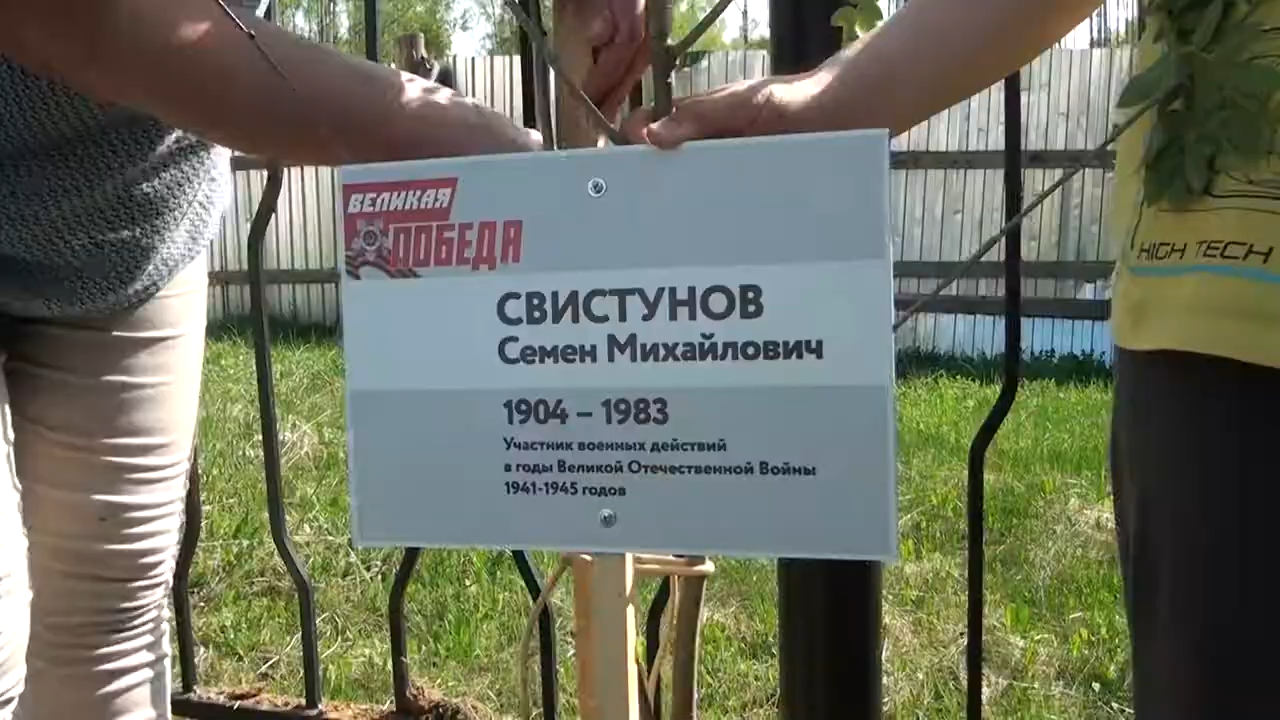 ВЕЛИКАЯ
ПОБЕДА
СВИСТУНОВ
Семен Михайлович
1904 – 1983
Участник военных действий
в годы Великой Отечественной Войны
1941-1945 годов
HIGH TECH